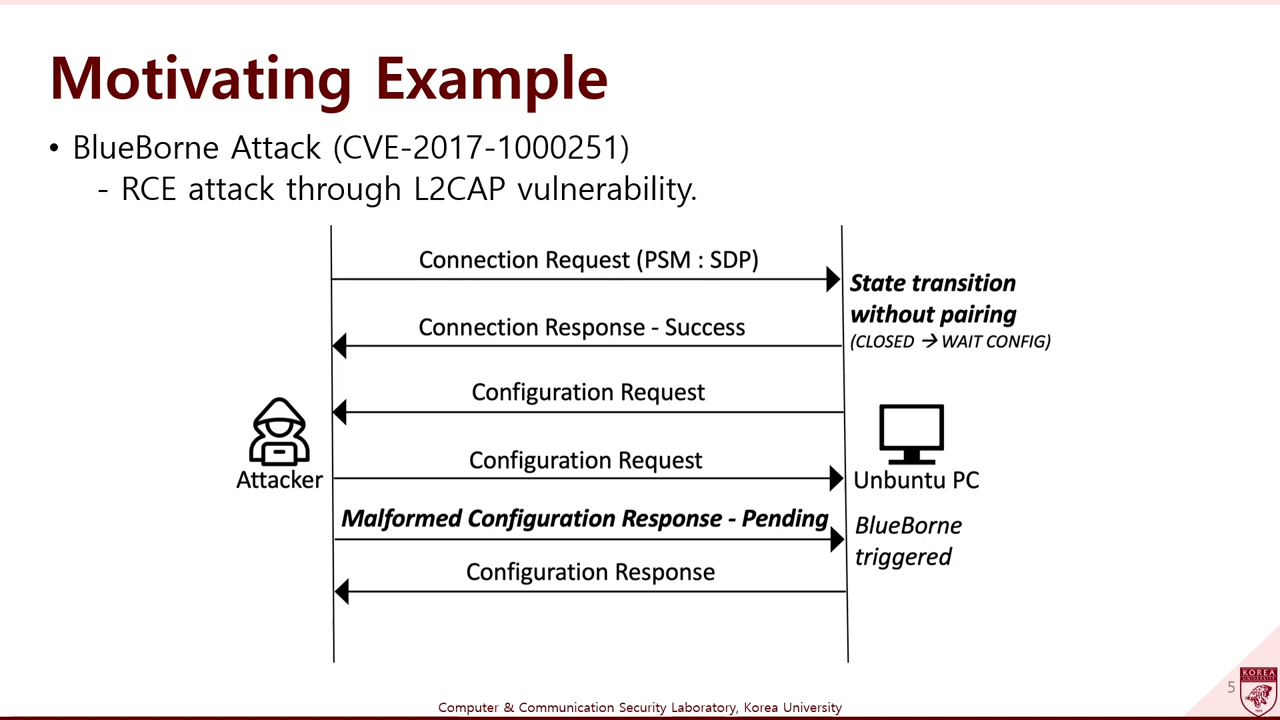 Motivating Example
• BlueBorne Attack (CVE-2017-1000251)
- RCE attack through L2CAP vulnerability.
Connection Request (PSM : SDP)
State transition
without pairing
(CLOSED → WAIT CONFIG)
Connection Response - Success
Configuration Request
Configuration Request
Attacker
Unbuntu PC
Malformed Configuration Response - Pending
BlueBorne
triggered
Configuration Response
5
KOREA
UNIVERSITY
Computer & Communication Security Laboratory, Korea University